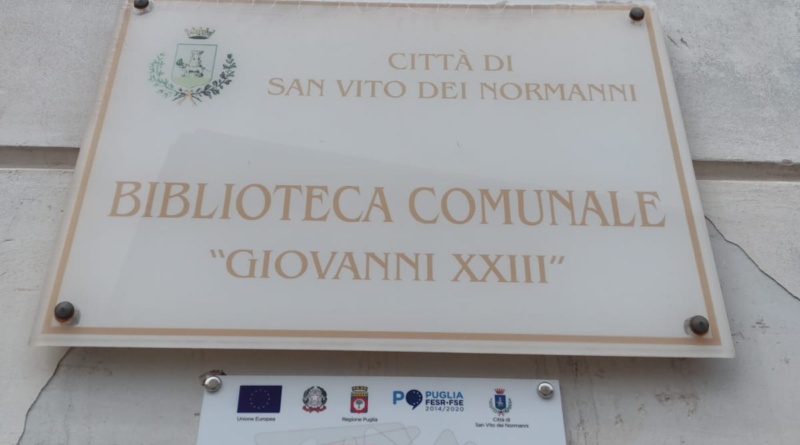 CITTÀ DI
SAN VITO DEI NORMANNI
BIBLIOTECA COMUNALE
"GIOVANNI XXIII"
Unione Europea
Regione Puglia
PO PUGLIA
FESR-FSE
2014/2020
Città di
San Vito dei Normanni